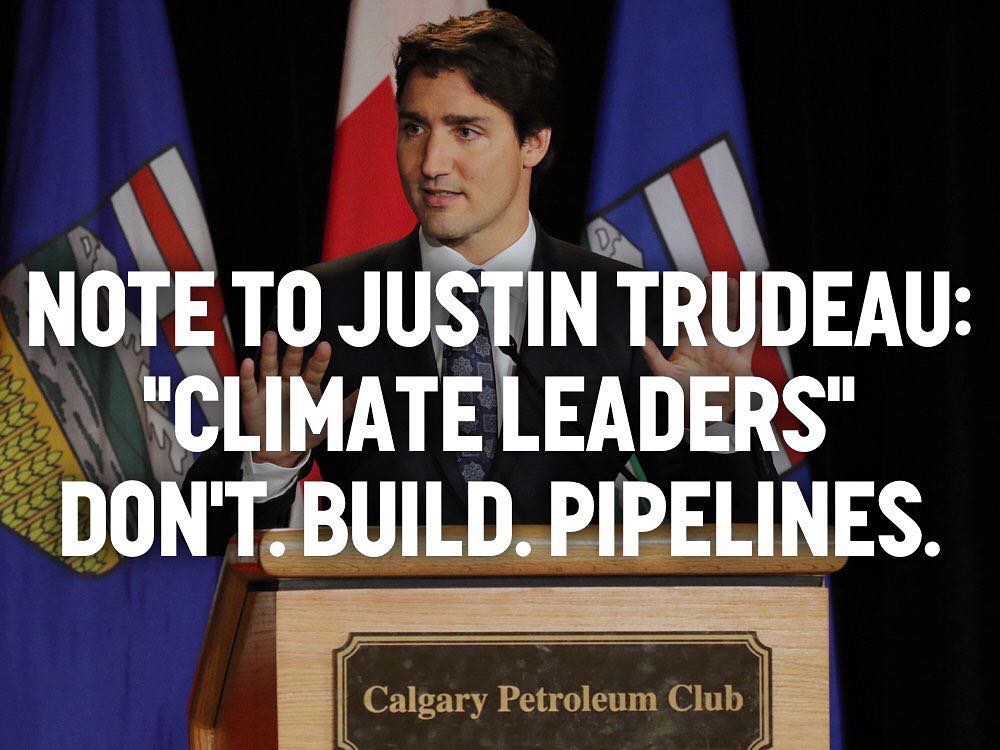 NOTE TO JUSTIN TRUDEAU:
"CLIMATE LEADERS"
DON'T. BUILD. PIPELINES.
Calgary Petroleum Club